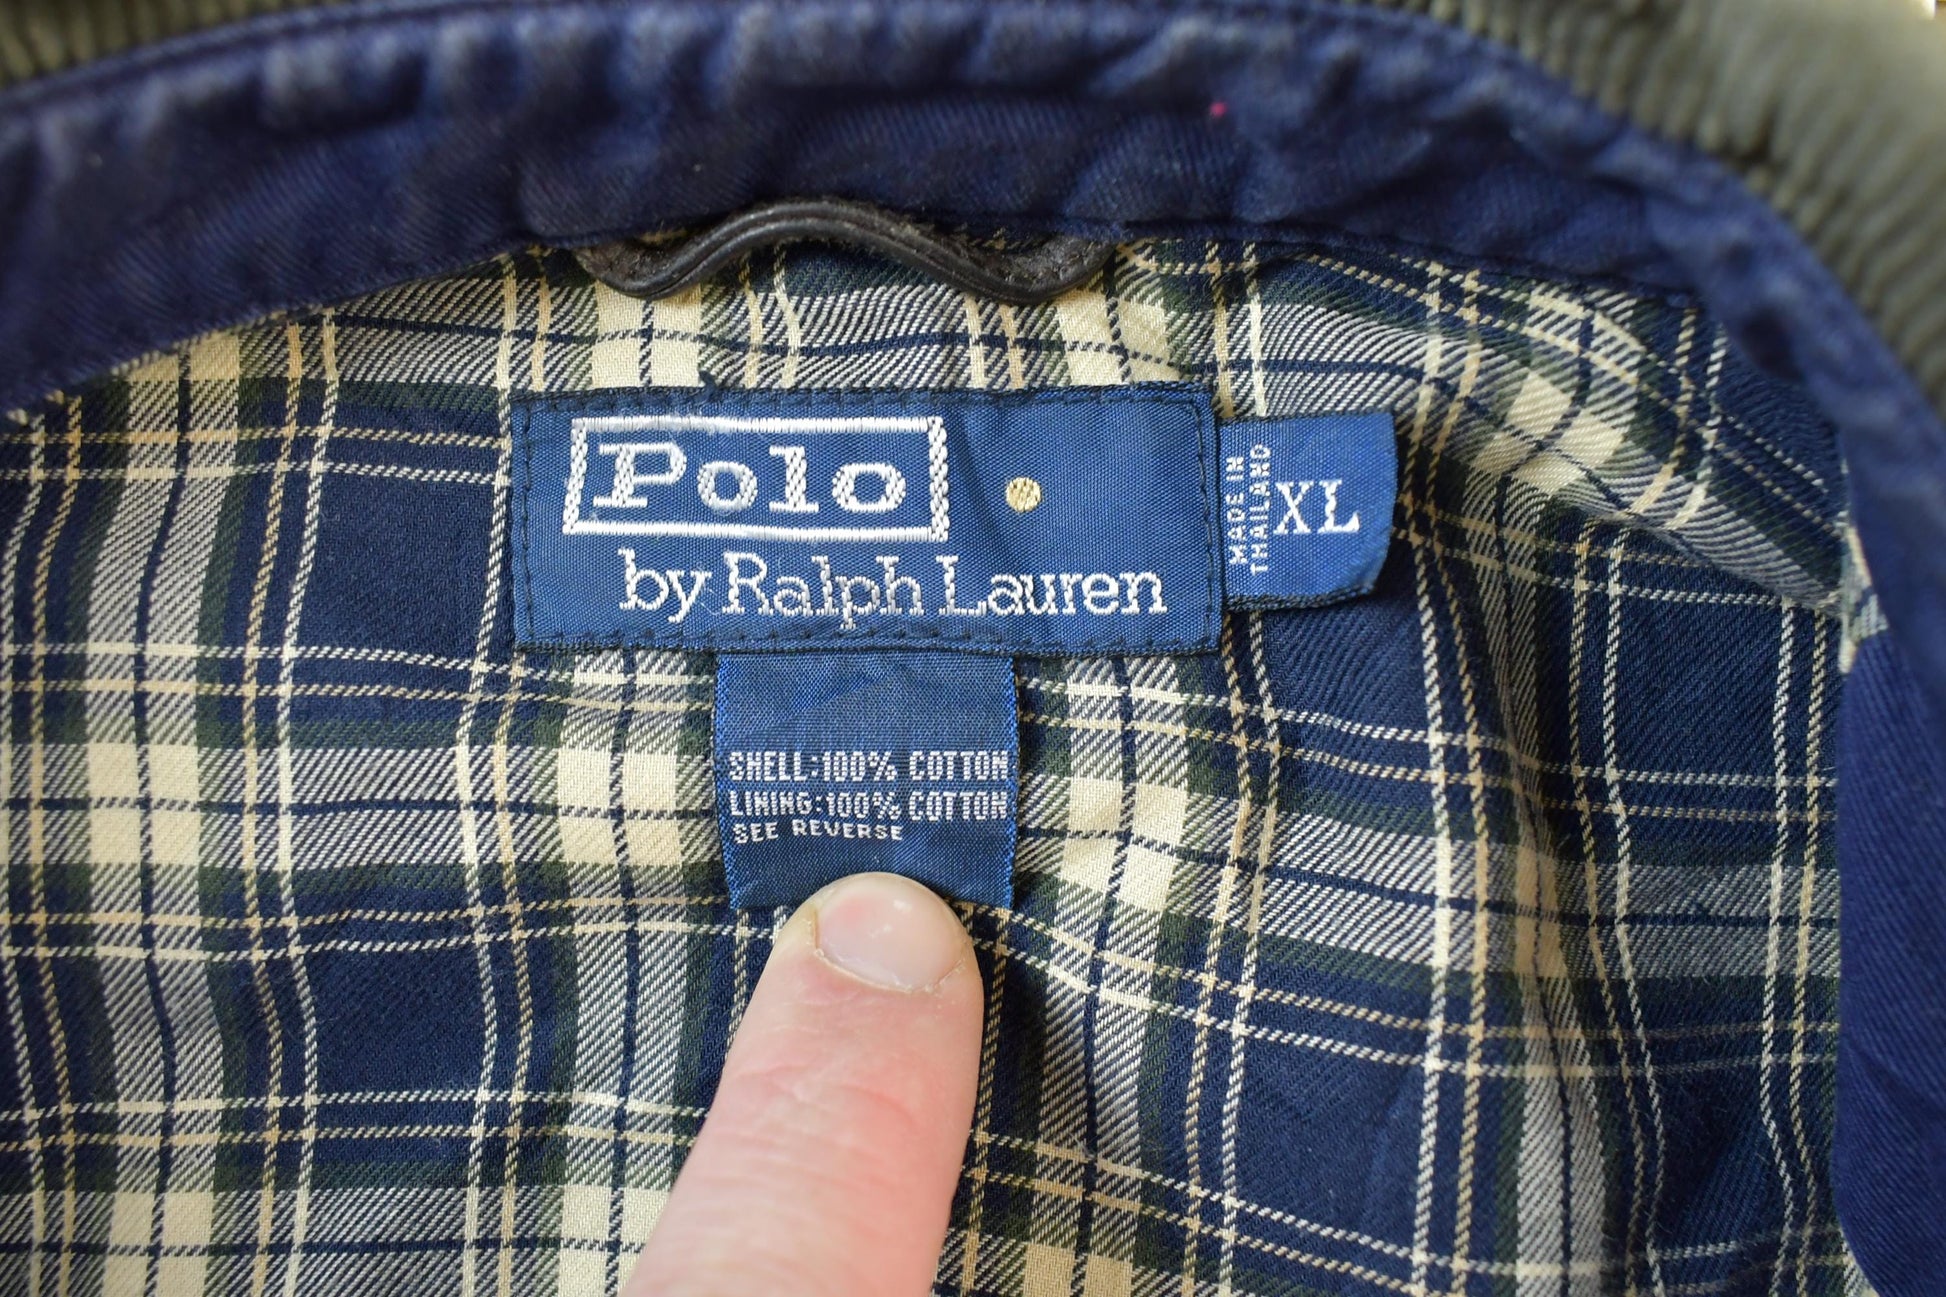 Polo
by Ralph Lauren
MADE IN
THAILAND
XL
SHELL:100% COTTON
LINING:100% COTTON
SEE REVERSE